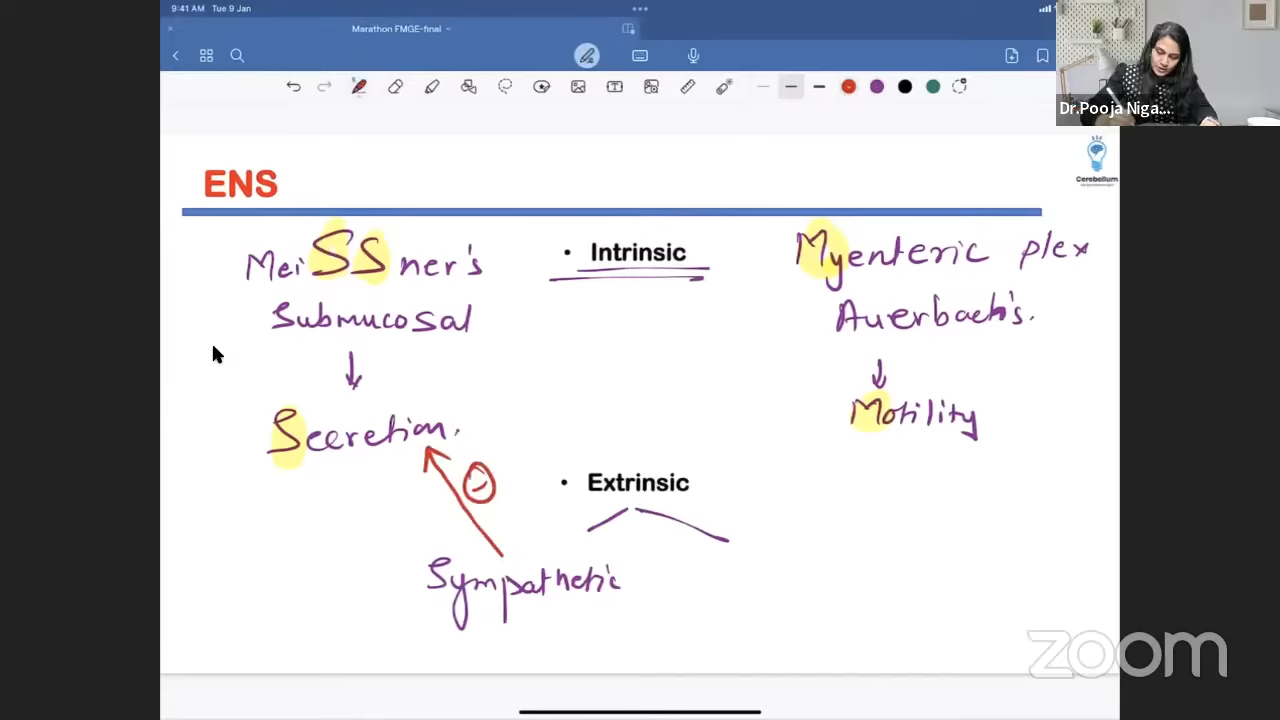 9:41 AM Tue 9 Jan
Marathon FMGE-final
Dr.Pooja Niga...
Cerebellum
ENS
MeiSSner's
Submucosal
Secretion.
• Intrinsic
Myenteric plex
Auerbach's.
Motility
• Extrinsic
Sympathetic
zoom